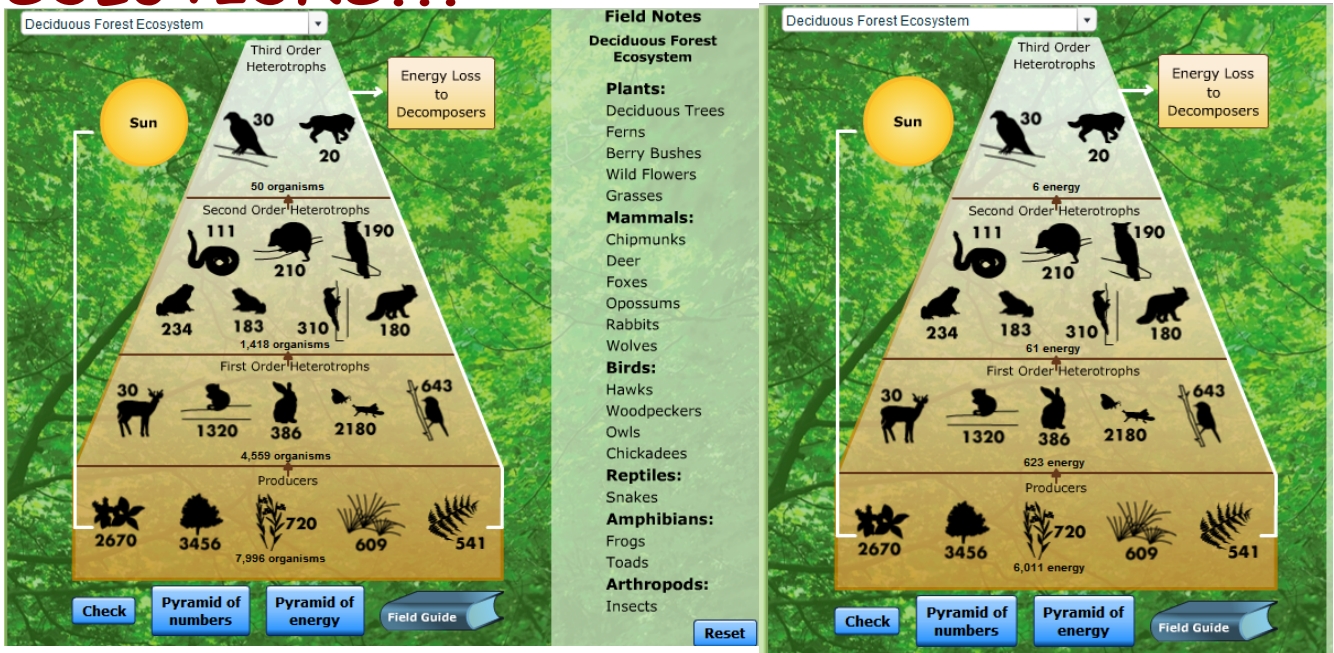 SOLUTIONS!!!
Deciduous Forest Ecosystem
Third Order
Heterotrophs
Energy Loss
to
Decomposers
Sun
30
20
50 organisms
Second Order Heterotrophs
111
190
210
234
183
310
180
1,418 organisms
First Order Heterotrophs
30
643
1320
386
2180
4,559 organisms
Producers
2670
3456
720
609
541
7,996 organisms
Check
Pyramid of
numbers
Pyramid of
energy
Field Guide
Field Notes
Deciduous Forest
Ecosystem
Plants:
Deciduous Trees
Ferns
Berry Bushes
Wild Flowers
Grasses
Mammals:
Chipmunks
Deer
Foxes
Opossums
Rabbits
Wolves
Birds:
Hawks
Woodpeckers
Owls
Chickadees
Reptiles:
Snakes
Amphibians:
Frogs
Toads
Arthropods:
Insects
Reset
Deciduous Forest Ecosystem
Third Order
Heterotrophs
Energy Loss
to
Decomposers
Sun
30
20
6 energy
Second Order Heterotrophs
111
190
210
234
183
310
180
61 energy
First Order Heterotrophs
30
643
1320
386
2180
623 energy
Producers
2670
3456
720
609
541
6,011 energy
Check
Pyramid of
numbers
Pyramid of
energy
Field Guide